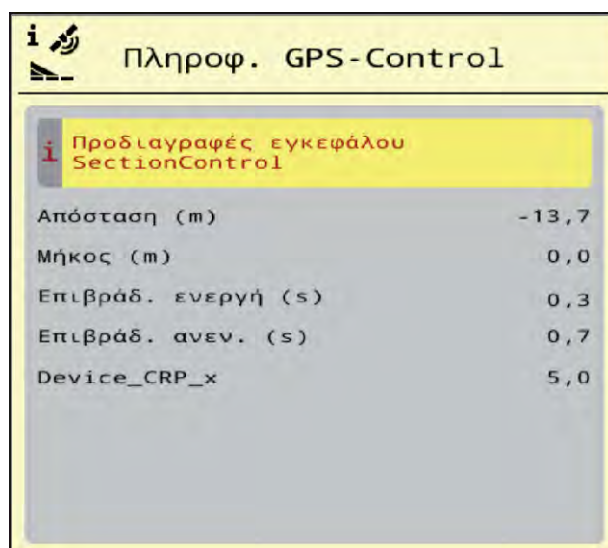 i
Πληροφ. GPS-Control
i Προδιαγραφές εγκεφάλου
SectionControl
Απόσταση (m) -13,7
Μήκος (m) 0,0
Επιβράδ. ενεργή (s) 0,3
Επιβράδ. ανεν. (s) 0,7
Device_CRP_x 5,0